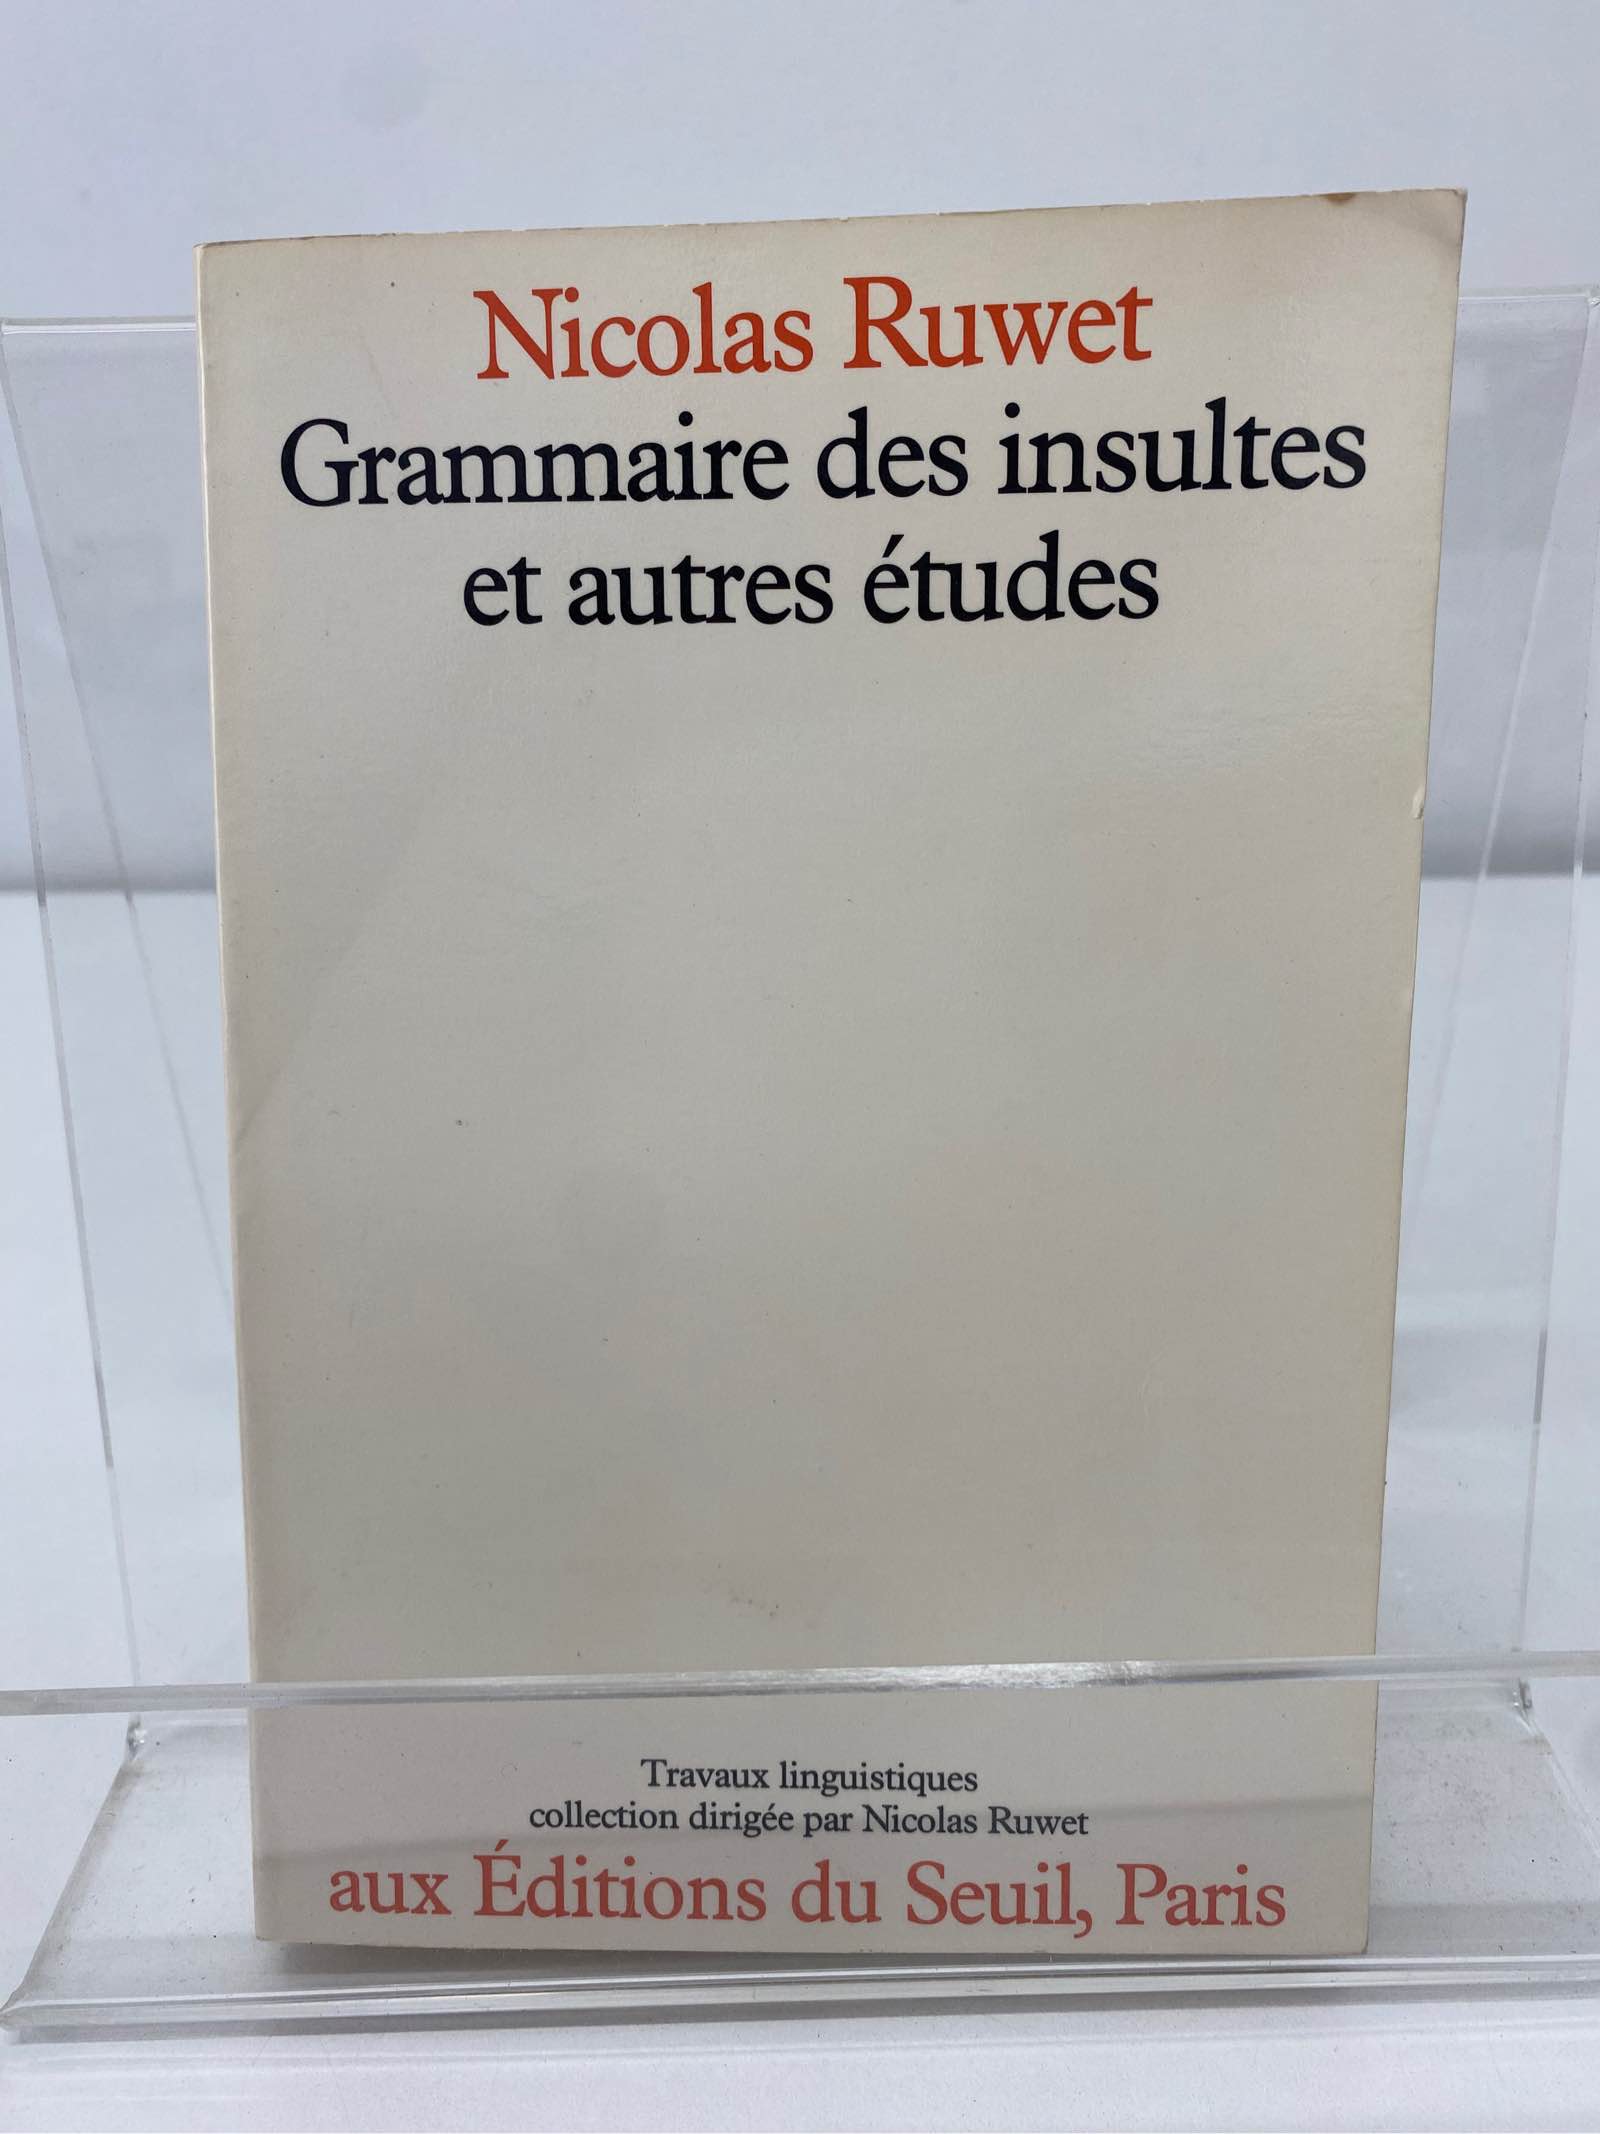 Nicolas Ruwet
Grammaire des insultes
et autres études
Travaux linguistiques
collection dirigée par Nicolas Ruwet
aux Éditions du Seuil, Paris